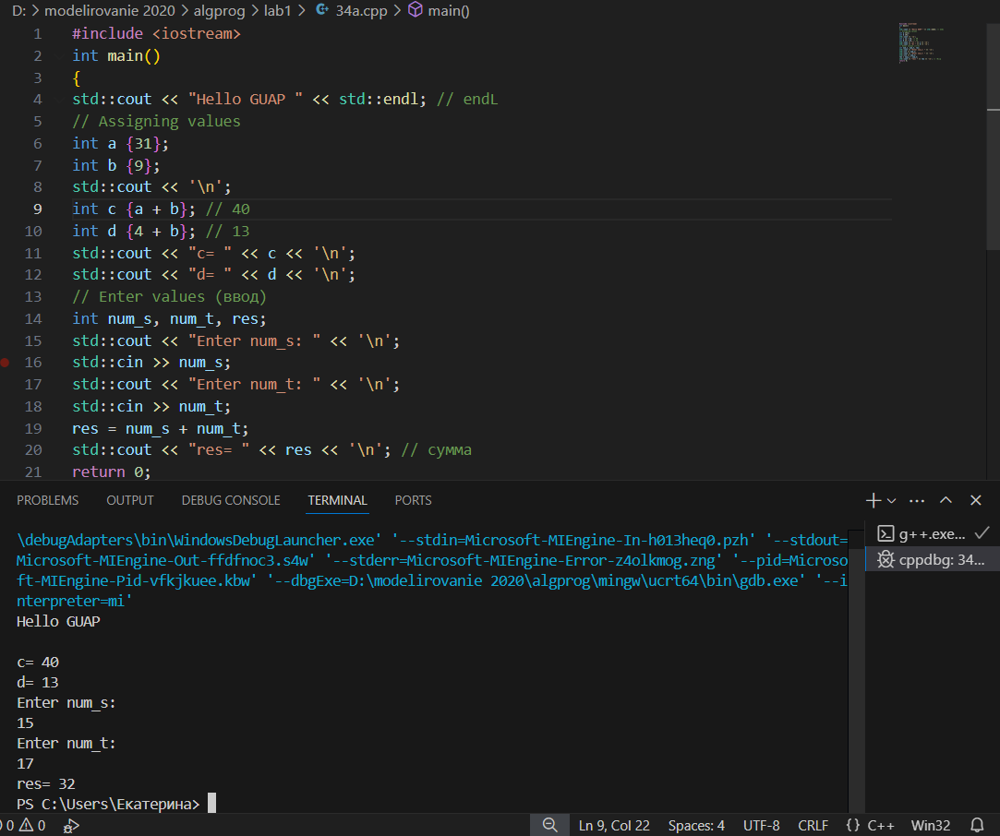 D: > modelirovanie 2020 > algprog > lab1 > 34a.cpp > main()
1 #include <iostream>
2 int main()
3 {
4 std::cout << "Hello GUAP " << std::endl; // endL
5 // Assigning values
6 int a {31};
7 int b {9};
8 std::cout << '\n';
9 int c {a + b}; // 40
10 int d {4 + b}; // 13
11 std::cout << "c= " << c << '\n';
12 std::cout << "d= " << d << '\n';
13 // Enter values (ввод)
14 int num_s, num_t, res;
15 std::cout << "Enter num_s: " << '\n';
16 std::cin >> num_s;
17 std::cout << "Enter num_t: " << '\n';
18 std::cin >> num_t;
19 res = num_s + num_t;
20 std::cout << "res= " << res << '\n'; // сумма
21 return 0;
PROBLEMS OUTPUT DEBUG CONSOLE TERMINAL PORTS
\debugAdapters\bin\WindowsDebugLauncher.exe' '--stdin=Microsoft-MIEngine-In-h013heq0.pzh' '--stdout=
Microsoft-MIEngine-Out-ffdfnoc3.s4w' '--stderr=Microsoft-MIEngine-Error-z4olkmog.zng' '--pid=Microso
ft-MIEngine-Pid-vfkjkuee.kbw' '--dbgExe=D:\modelirovanie 2020\algprog\mingw\ucrt64\bin\gdb.exe' '--i
nterpreter=mi'
Hello GUAP
c= 40
d= 13
Enter num_s:
15
Enter num_t:
17
res= 32
PS C:\Users\Екатерина>
g++.exe...
cppdbg: 34...
0 0 Ln 9, Col 22 Spaces: 4 UTF-8 CRLF {} C++ Win32